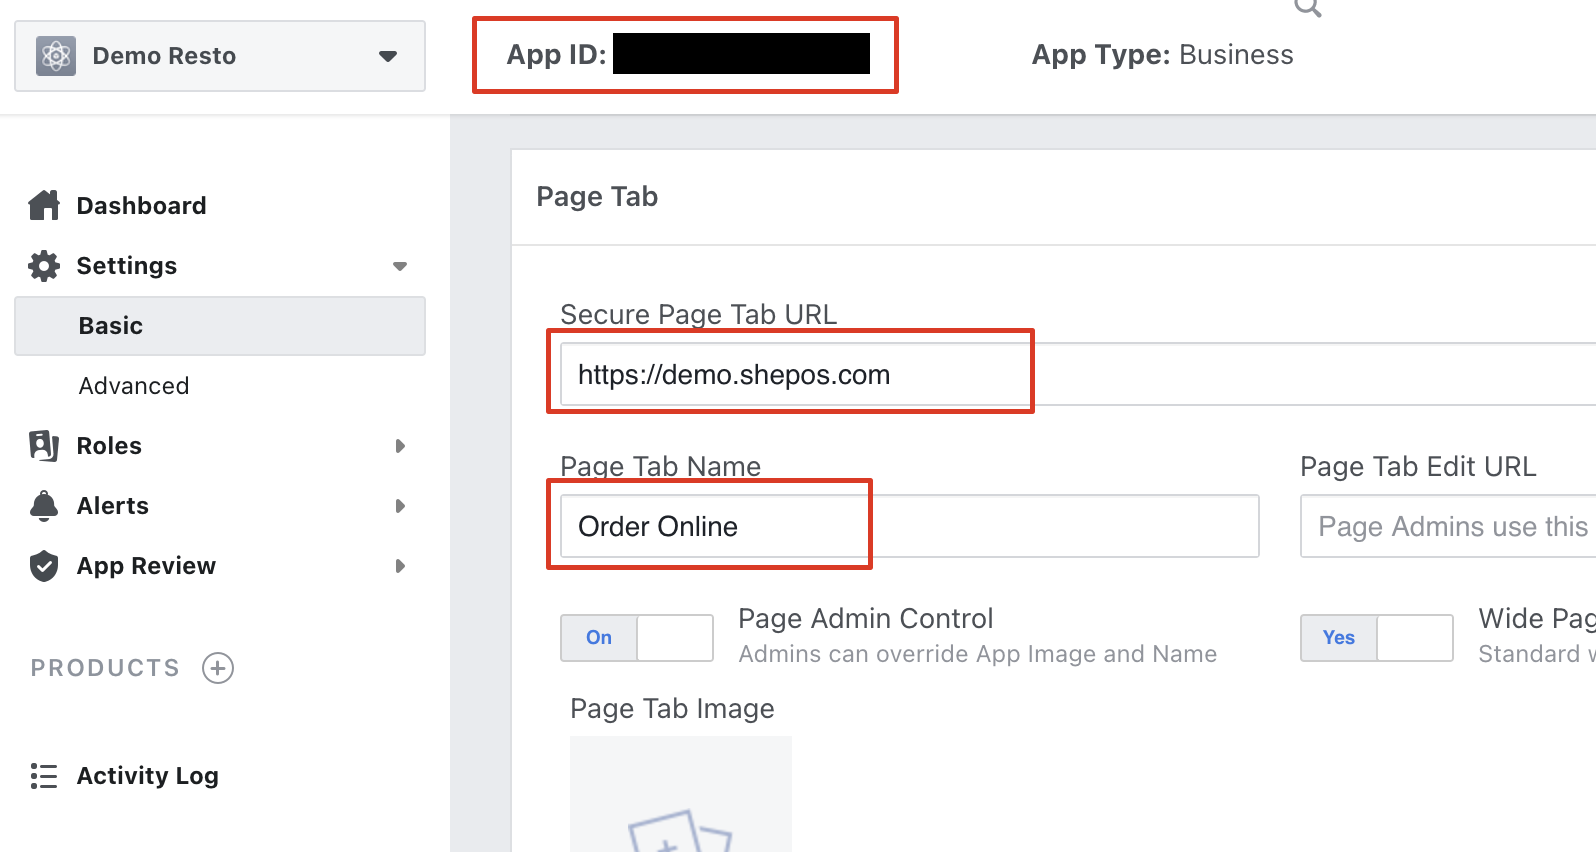 Demo Resto
App ID:
App Type: Business
Dashboard
Settings
Basic
Advanced
Roles
Alerts
App Review
PRODUCTS
Activity Log
Page Tab
Secure Page Tab URL
https://demo.shepos.com
Page Tab Name
Order Online
Page Tab Edit URL
Page Admins use this
On
Page Admin Control
Admins can override App Image and Name
Yes
Wide Pag
Standard
Page Tab Image